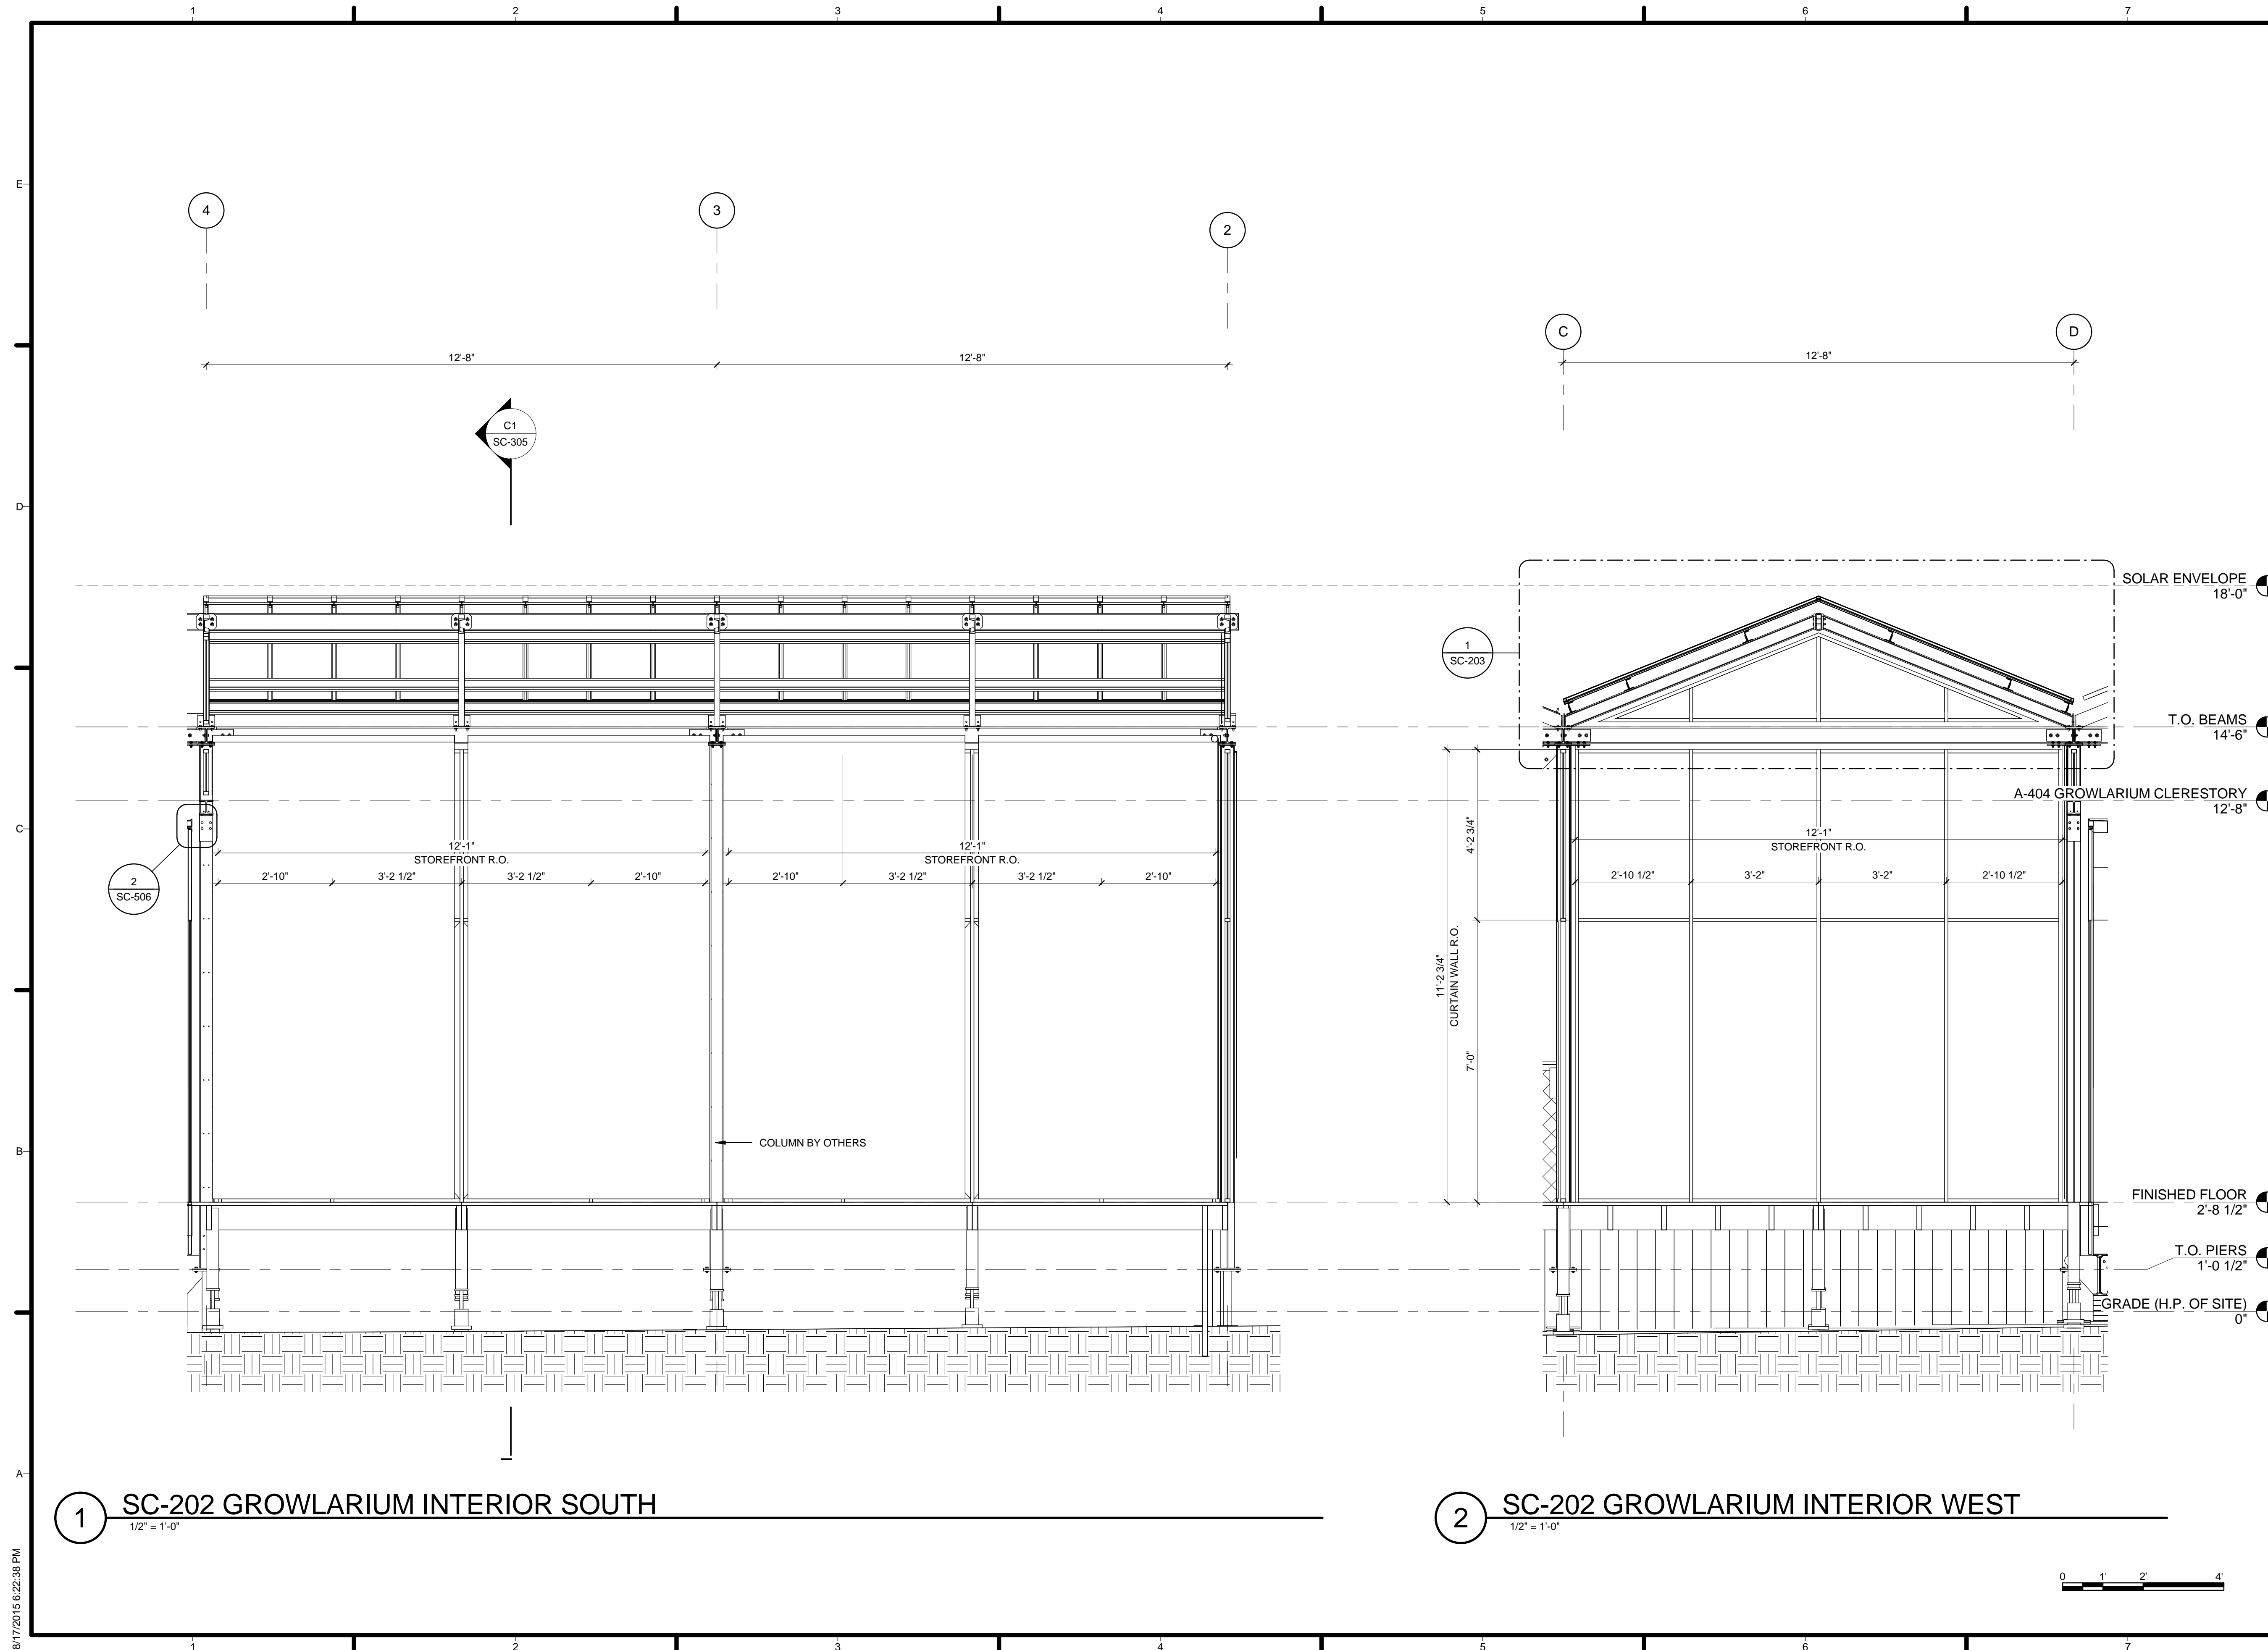 1 2 3 4 5 6 7
E
D
C
B
A
4
3
2
12'-8"
12'-8"
C1
SC-305
2
SC-506
12'-1"
STOREFRONT R.O.
12'-1"
STOREFRONT R.O.
2'-10"
3'-2 1/2"
3'-2 1/2"
2'-10"
2'-10"
3'-2 1/2"
3'-2 1/2"
2'-10"
COLUMN BY OTHERS
C
D
12'-8"
1
SC-203
4'-2 3/4"
11'-2 3/4"
CURTAIN WALL R.O.
7'-0"
12'-1"
STOREFRONT R.O.
2'-10 1/2"
3'-2"
3'-2"
2'-10 1/2"
SOLAR ENVELOPE
18'-0"
T.O. BEAMS
14'-6"
A-404 GROWLARIUM CLERESTORY
12'-8"
FINISHED FLOOR
2'-8 1/2"
T.O. PIERS
1'-0 1/2"
GRADE (H.P. OF SITE)
0"
1
SC-202 GROWLARIUM INTERIOR SOUTH
1/2" = 1'-0"
2
SC-202 GROWLARIUM INTERIOR WEST
1/2" = 1'-0"
0 1' 2' 4'
8/17/2015 6:22:38 PM
1 2 3 4 5 6 7